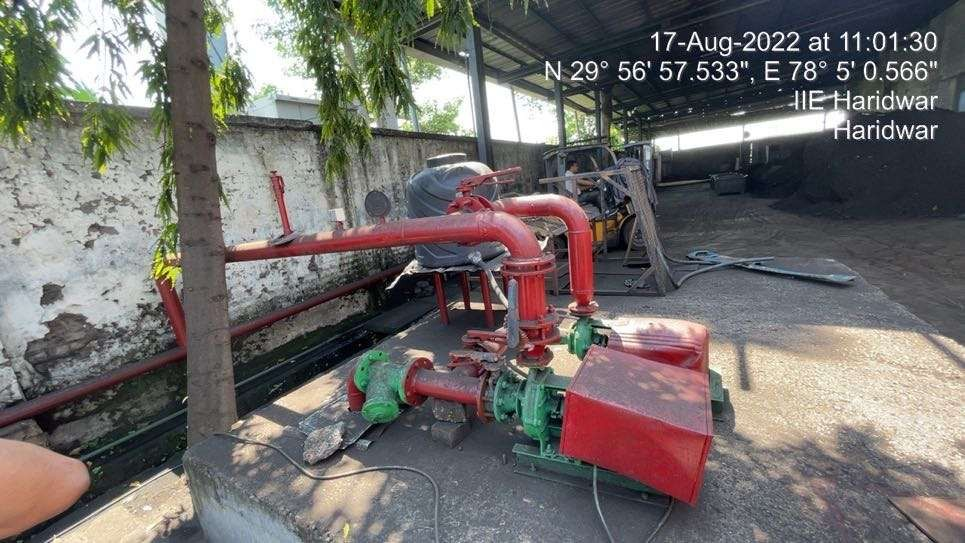 17-Aug-2022 at 11:01:30
N 29° 56' 57.533", E 78° 5' 0.566"
IIE Haridwar
Haridwar